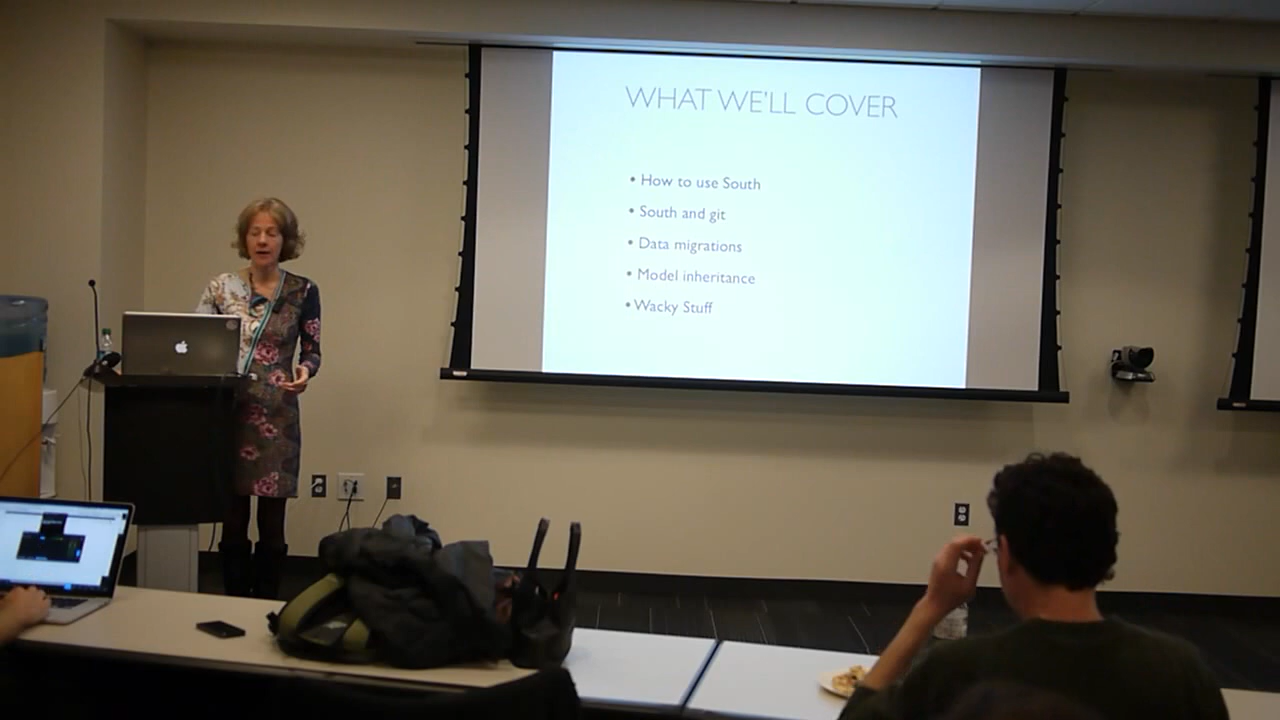 WHAT WE'LL COVER
• How to use South
• South and git
• Data migrations
• Model inheritance
• Wacky Stuff